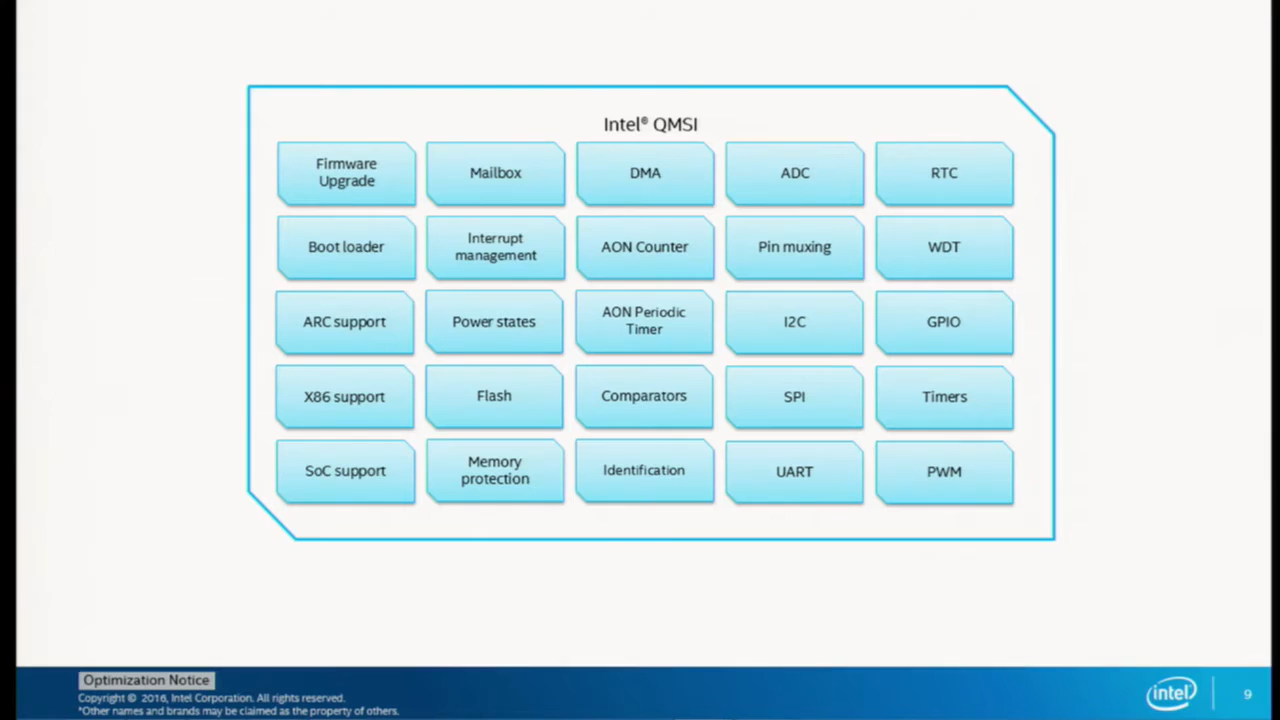 Intel® QMSI
Firmware
Upgrade
Mailbox
DMA
ADC
RTC
Boot loader
Interrupt
management
AON Counter
Pin muxing
WDT
ARC support
Power states
AON Periodic
Timer
I2C
GPIO
X86 support
Flash
Comparators
SPI
Timers
SoC support
Memory
protection
Identification
UART
PWM
Optimization Notice
Copyright © 2016, Intel Corporation. All rights reserved.
*Other names and brands may be claimed as the property of others.
intel
9